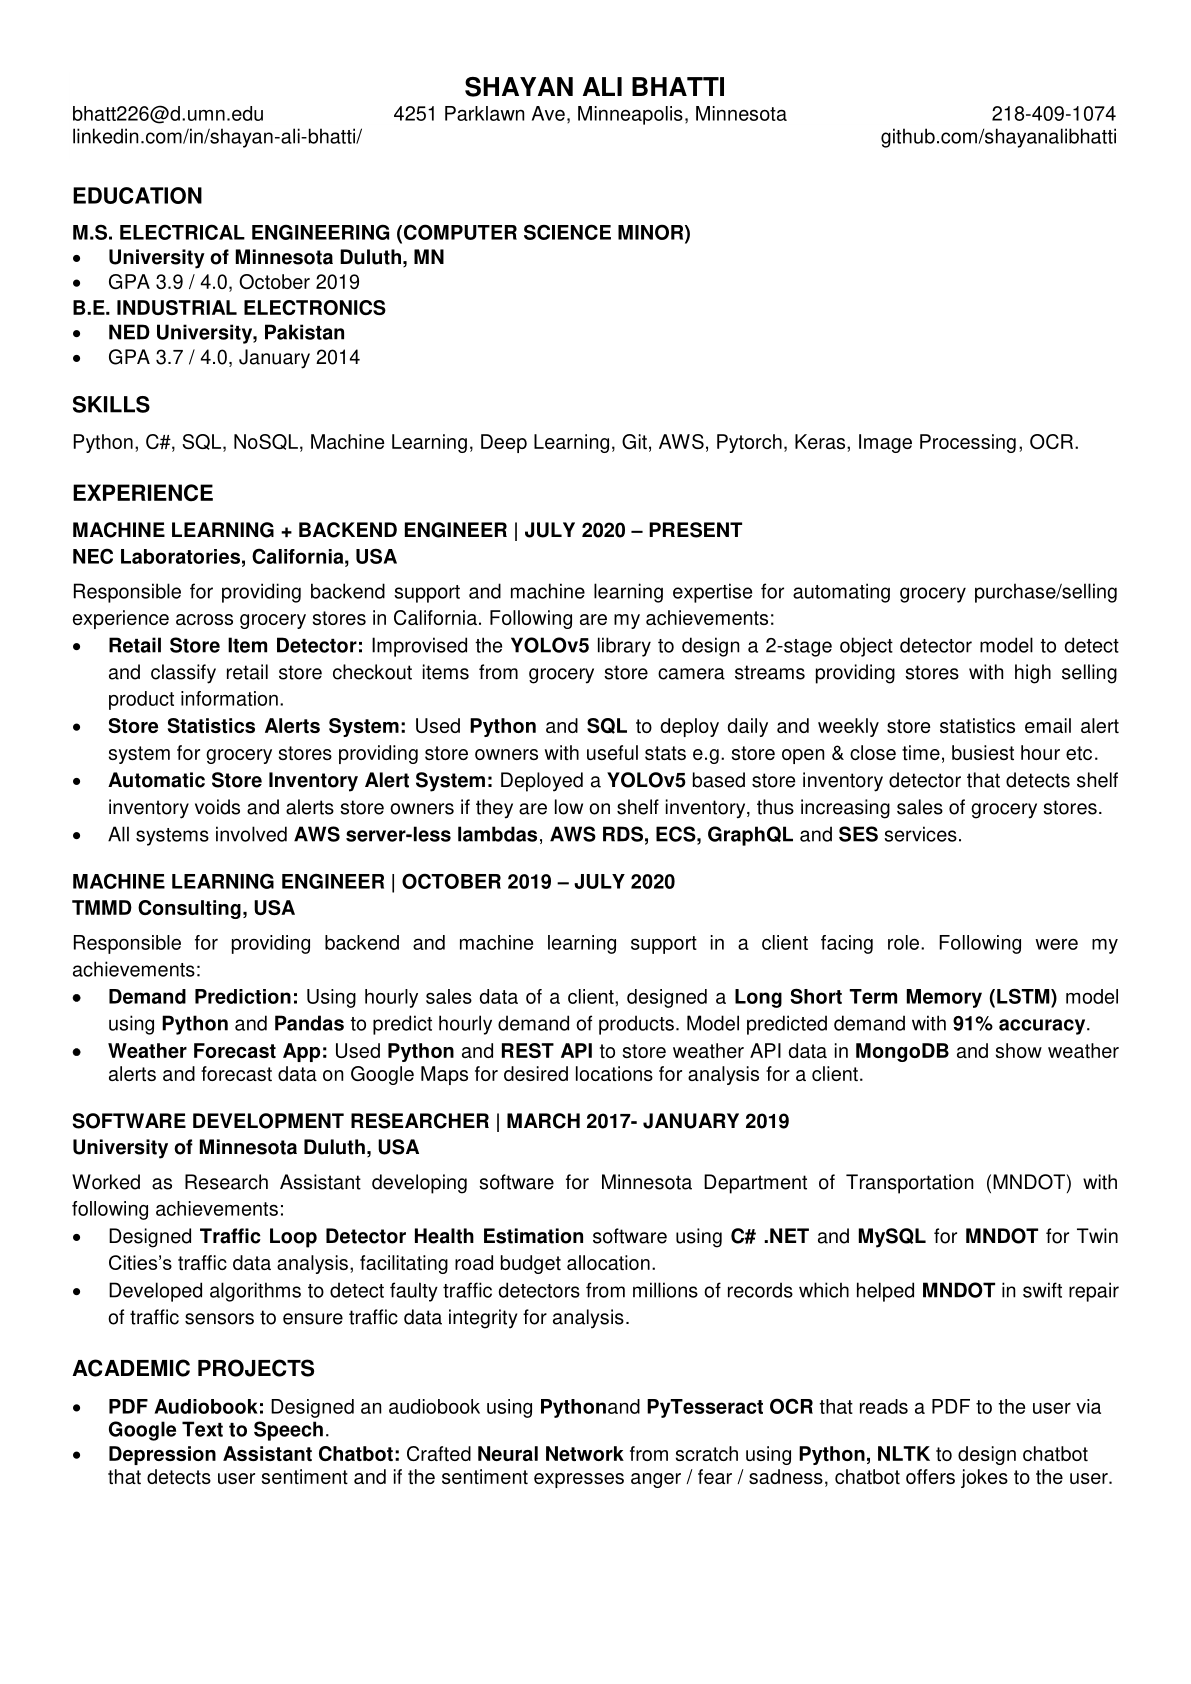 SHAYAN ALI BHATTI
bhatt226@d.umn.edu 4251 Parklawn Ave, Minneapolis, Minnesota 218-409-1074
linkedin.com/in/shayan-ali-bhatti/ github.com/shayanalibhatti
EDUCATION
M.S. ELECTRICAL ENGINEERING (COMPUTER SCIENCE MINOR)
• University of Minnesota Duluth, MN
• GPA 3.9 / 4.0, October 2019
B.E. INDUSTRIAL ELECTRONICS
• NED University, Pakistan
• GPA 3.7 / 4.0, January 2014
SKILLS
Python, C#, SQL, NoSQL, Machine Learning, Deep Learning, Git, AWS, Pytorch, Keras, Image Processing, OCR.
EXPERIENCE
MACHINE LEARNING + BACKEND ENGINEER | JULY 2020 – PRESENT
NEC Laboratories, California, USA
Responsible for providing backend support and machine learning expertise for automating grocery purchase/selling
experience across grocery stores in California. Following are my achievements:
• Retail Store Item Detector: Improvised the YOLOv5 library to design a 2-stage object detector model to detect
and classify retail store checkout items from grocery store camera streams providing stores with high selling
product information.
• Store Statistics Alerts System: Used Python and SQL to deploy daily and weekly store statistics email alert
system for grocery stores providing store owners with useful stats e.g. store open & close time, busiest hour etc.
• Automatic Store Inventory Alert System: Deployed a YOLOv5 based store inventory detector that detects shelf
inventory voids and alerts store owners if they are low on shelf inventory, thus increasing sales of grocery stores.
• All systems involved AWS server-less lambdas, AWS RDS, ECS, GraphQL and SES services.
MACHINE LEARNING ENGINEER | OCTOBER 2019 – JULY 2020
TMMD Consulting, USA
Responsible for providing backend and machine learning support in a client facing role. Following were my
achievements:
• Demand Prediction: Using hourly sales data of a client, designed a Long Short Term Memory (LSTM) model
using Python and Pandas to predict hourly demand of products. Model predicted demand with 91% accuracy.
• Weather Forecast App: Used Python and REST API to store weather API data in MongoDB and show weather
alerts and forecast data on Google Maps for desired locations for analysis for a client.
SOFTWARE DEVELOPMENT RESEARCHER | MARCH 2017- JANUARY 2019
University of Minnesota Duluth, USA
Worked as Research Assistant developing software for Minnesota Department of Transportation (MNDOT) with
following achievements:
• Designed Traffic Loop Detector Health Estimation software using C# .NET and MySQL for MNDOT for Twin
Cities’s traffic data analysis, facilitating road budget allocation.
• Developed algorithms to detect faulty traffic detectors from millions of records which helped MNDOT in swift repair
of traffic sensors to ensure traffic data integrity for analysis.
ACADEMIC PROJECTS
• PDF Audiobook: Designed an audiobook using Pythonand PyTesseract OCR that reads a PDF to the user via
Google Text to Speech.
• Depression Assistant Chatbot: Crafted Neural Network from scratch using Python, NLTK to design chatbot
that detects user sentiment and if the sentiment expresses anger / fear / sadness, chatbot offers jokes to the user.